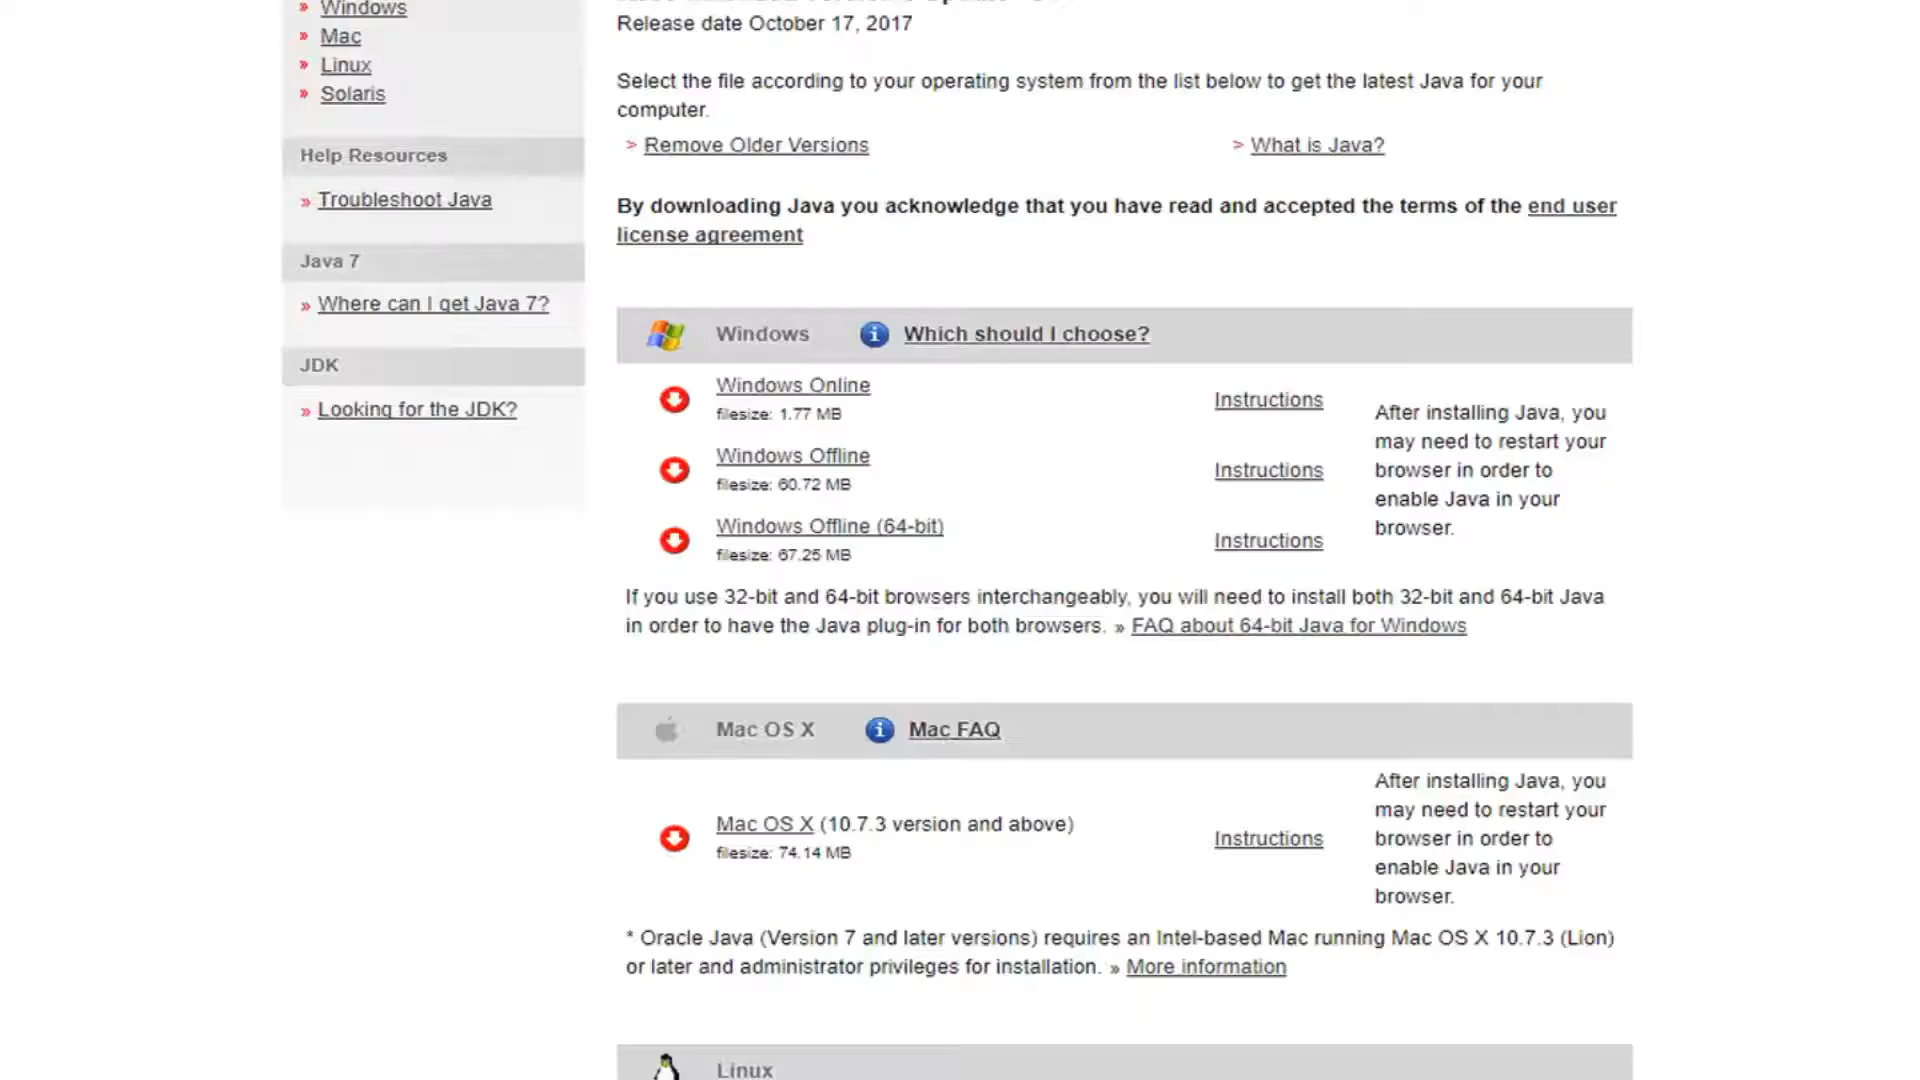 Windows
Mac
Linux
Solaris
Help Resources
Troubleshoot Java
Java 7
Where can I get Java 7?
JDK
Looking for the JDK?
Release date October 17, 2017
Select the file according to your operating system from the list below to get the latest Java for your
computer.
> Remove Older Versions
> What is Java?
By downloading Java you acknowledge that you have read and accepted the terms of the end user
license agreement
Windows
Which should I choose?
Windows Online
filesize: 1.77 MB
Instructions
Windows Offline
filesize: 60.72 MB
Instructions
Windows Offline (64-bit)
filesize: 67.25 MB
Instructions
After installing Java, you
may need to restart your
browser in order to
enable Java in your
browser.
If you use 32-bit and 64-bit browsers interchangeably, you will need to install both 32-bit and 64-bit Java
in order to have the Java plug-in for both browsers. » FAQ about 64-bit Java for Windows
Mac OS X
Mac FAQ
Mac OS X (10.7.3 version and above)
filesize: 74.14 MB
Instructions
After installing Java, you
may need to restart your
browser in order to
enable Java in your
browser.
* Oracle Java (Version 7 and later versions) requires an Intel-based Mac running Mac OS X 10.7.3 (Lion)
or later and administrator privileges for installation. » More information
Linux